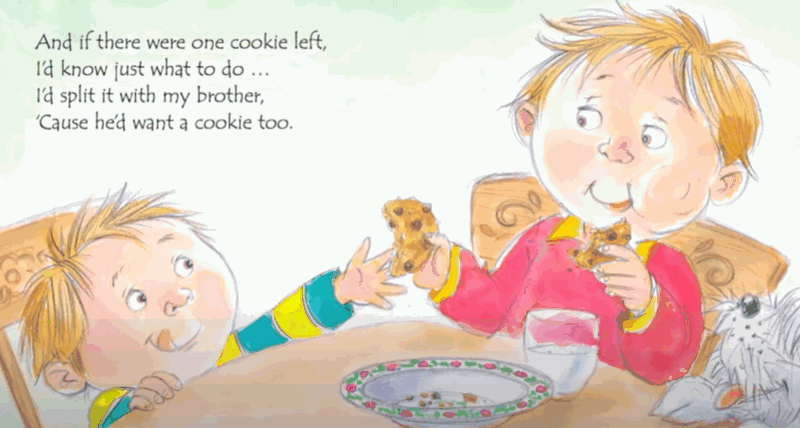 And if there were one cookie left,
I'd know just what to do …
I'd split it with my brother,
'Cause he'd want a cookie too.